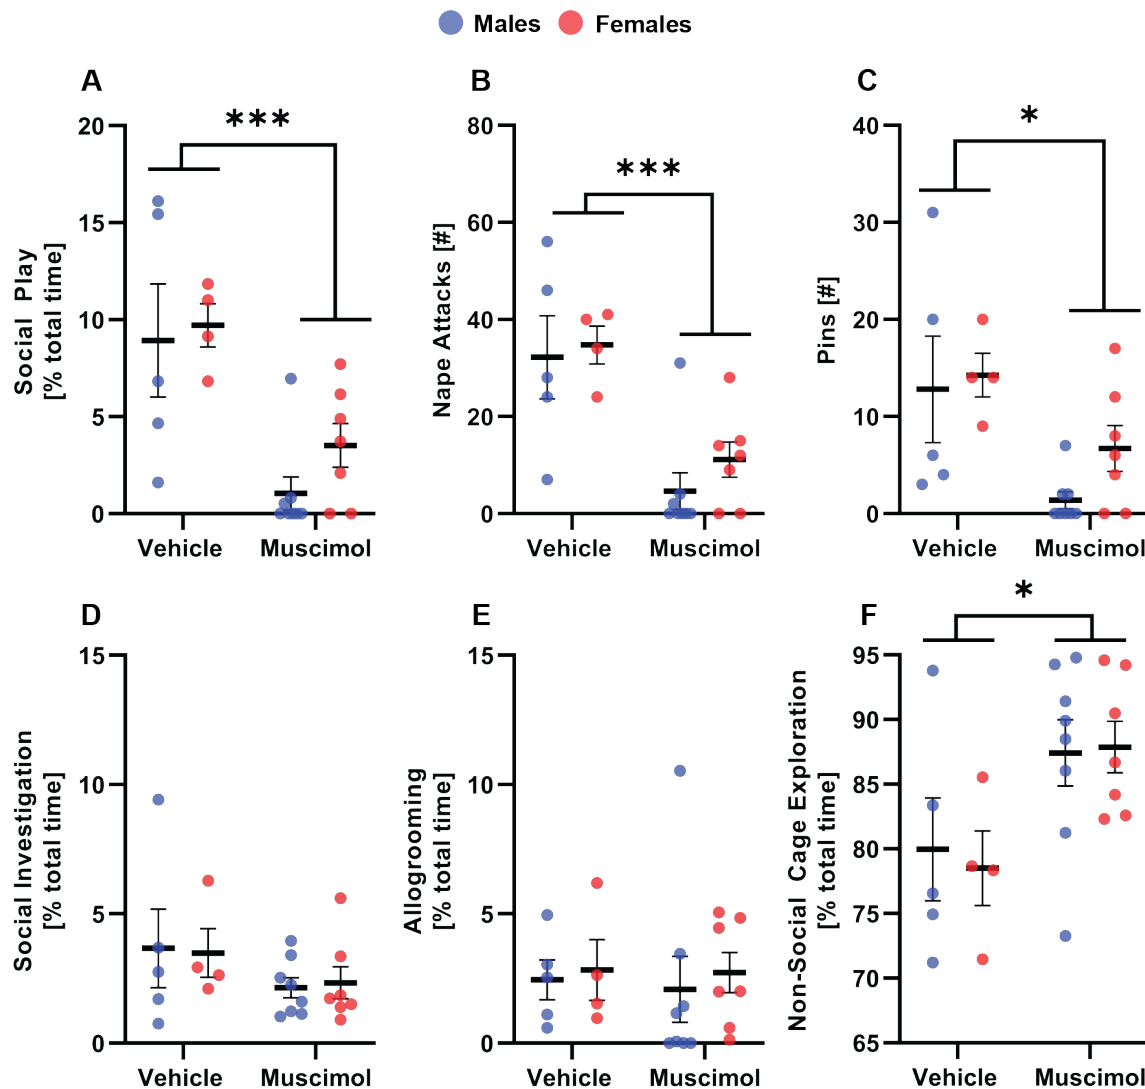 Males Females
A
Social Play
[% total time]
20
15
10
5
0
***
Vehicle Muscimol
B
Nape Attacks [#]
80
60
40
20
0
***
Vehicle Muscimol
C
Pins [#]
40
30
20
10
0
*
Vehicle Muscimol
D
Social Investigation
[% total time]
15
10
5
0
Vehicle Muscimol
E
Allogrooming
[% total time]
15
10
5
0
Vehicle Muscimol
F
Non-Social Cage Exploration
[% total time]
95
90
85
80
75
70
65
*
Vehicle Muscimol